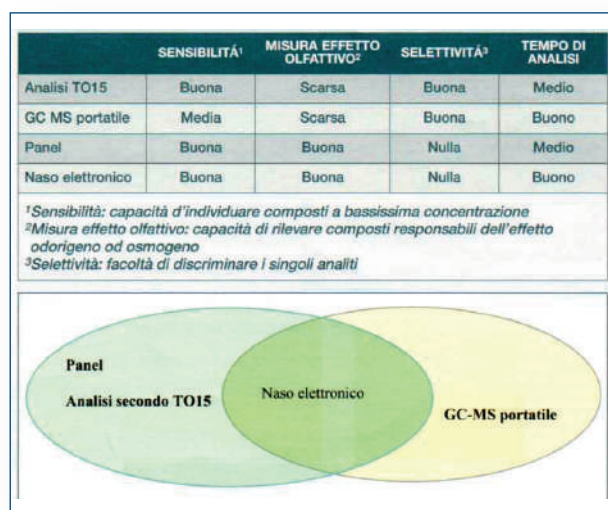 SENSIBILITÁ¹ MISURA EFFETTO OLFATTIVO² SELETTIVITÁ³ TEMPO DI ANALISI
Analisi TO15 Buona Scarsa Buona Medio
GC MS portatile Media Scarsa Buona Buono
Panel Buona Buona Nulla Medio
Naso elettronico Buona Buona Nulla Buono
¹Sensibilità: capacità d'individuare composti a bassissima concentrazione
²Misura effetto olfattivo: capacità di rilevare composti responsabili dell'effetto
odorigeno od osmogeno
³Selettività: facoltà di discriminare i singoli analiti
Panel
Analisi secondo TO15
Naso elettronico
GC-MS portatile